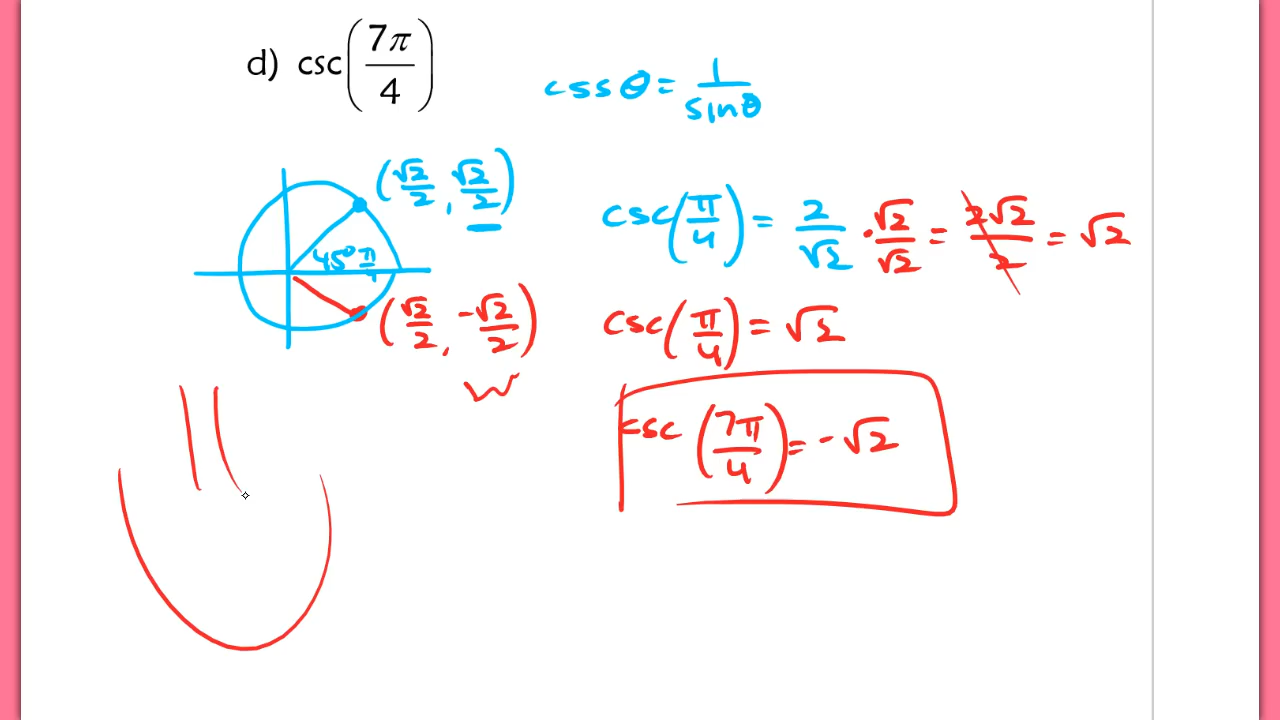 d) csc(7π/4)
css θ = 1/sinθ
(√2/2, √2/2)
csc(π/4) = 2/√2 · √2/√2 = 2√2/2 = √2
45° π/4
(√2/2, -√2/2)
csc(π/4) = √2
csc(7π/4) = -√2